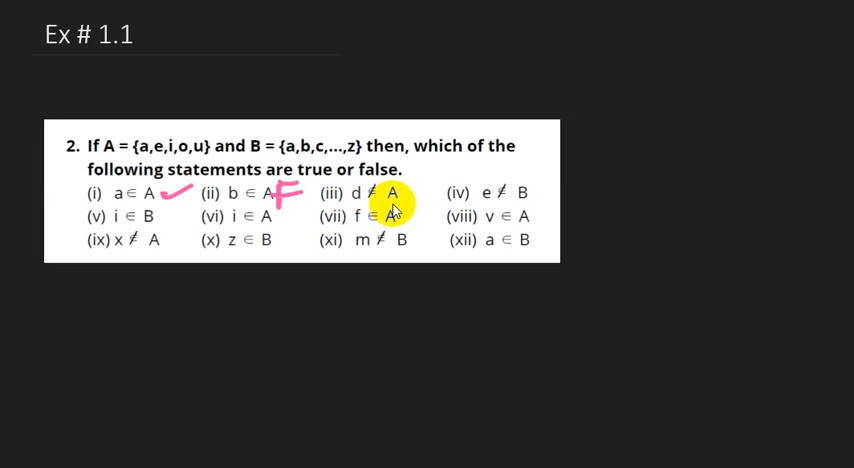 Ex # 1.1
2. If A = {a,e,i,o,u} and B = {a,b,c,...,z} then, which of the
following statements are true or false.
(i) a ∈ A ✓ (ii) b ∈ A F (iii) d ∉ A (iv) e ∉ B
(v) i ∈ B (vi) i ∈ A (vii) f ∈ A (viii) v ∈ A
(ix) x ∉ A (x) z ∈ B (xi) m ∉ B (xii) a ∈ B